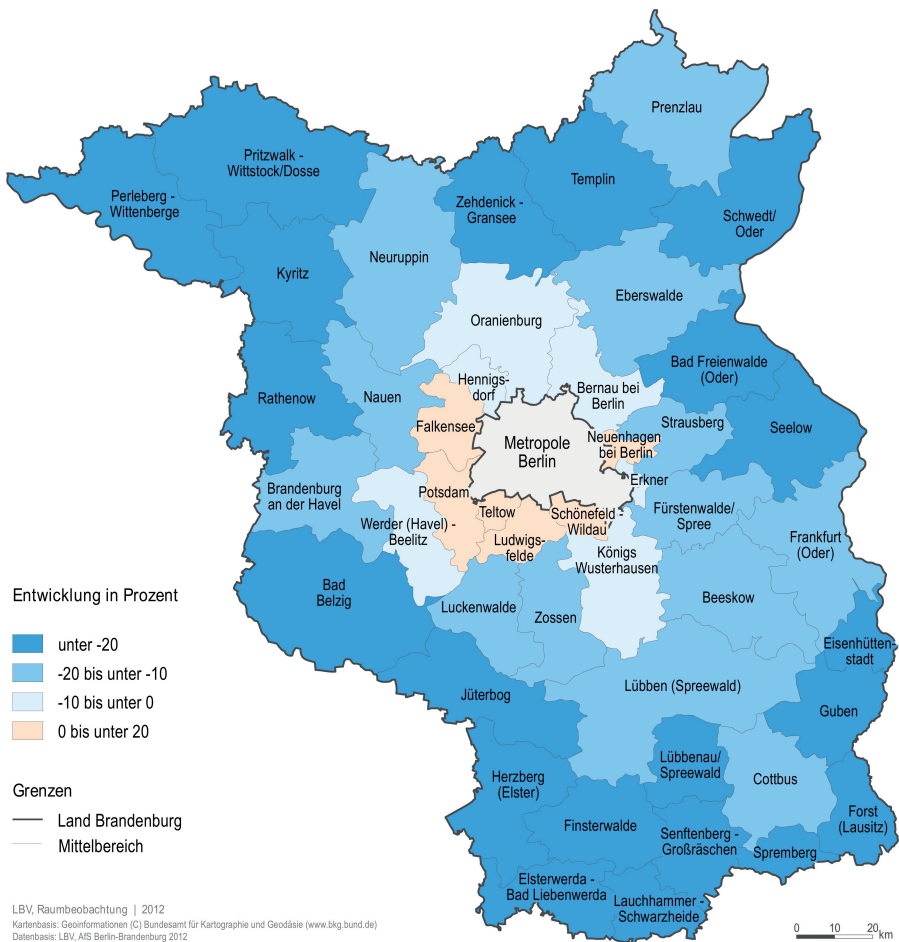 Prenzlau
Pritzwalk -
Wittstock/Dosse
Templin
Perleberg -
Wittenberge
Zehdenick -
Gransee
Schwedt/
Oder
Neuruppin
Kyritz
Eberswalde
Oranienburg
Bad Freienwalde
(Oder)
Hennigs-
dorf
Bernau bei
Berlin
Rathenow
Nauen
Falkensee
Strausberg
Seelow
Neuenhagen
bei Berlin
Metropole
Berlin
Erkner
Brandenburg
an der Havel
Potsdam
Teltow
Schönefeld -
Wildau
Fürstenwalde/
Spree
Werder (Havel) -
Beelitz
Ludwigs-
felde
Frankfurt
(Oder)
Königs
Wusterhausen
Bad
Belzig
Luckenwalde
Zossen
Beeskow
Eisenhütten-
stadt
Jüterbog
Lübben (Spreewald)
Guben
Herzberg
(Elster)
Lübbenau/
Spreewald
Cottbus
Finsterwalde
Senftenberg -
Großräschen
Spremberg
Forst
(Lausitz)
Elsterwerda -
Bad Liebenwerda
Lauchhammer -
Schwarzheide
Entwicklung in Prozent
unter -20
-20 bis unter -10
-10 bis unter 0
0 bis unter 20
Grenzen
Land Brandenburg
Mittelbereich
LBV, Raumbeobachtung | 2012
Kartenbasis: Geoinformationen (C) Bundesamt für Kartographie und Geodäsie (www.bkg.bund.de)
Datenbasis: LBV, AfS Berlin-Brandenburg 2012
0 10 20 km